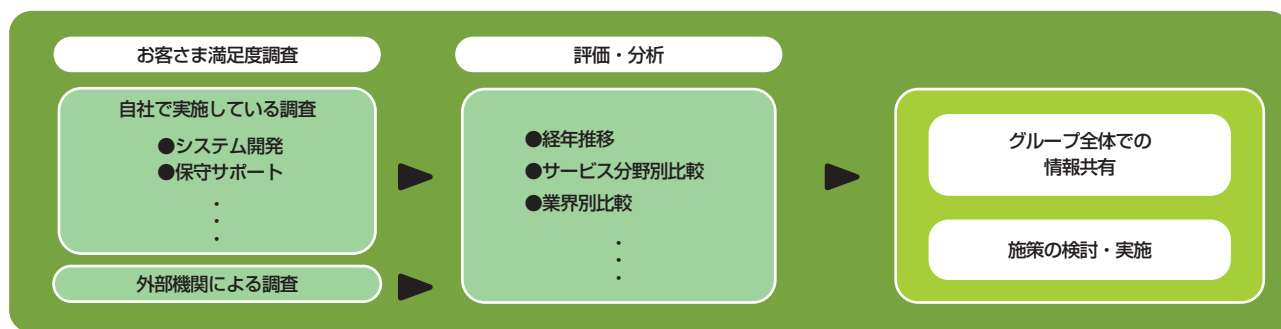 お客さま満足度調査
自社で実施している調査
●システム開発
●保守サポート
・
・
・
外部機関による調査
評価・分析
●経年推移
●サービス分野別比較
●業界別比較
・
・
・
グループ全体での
情報共有
施策の検討・実施